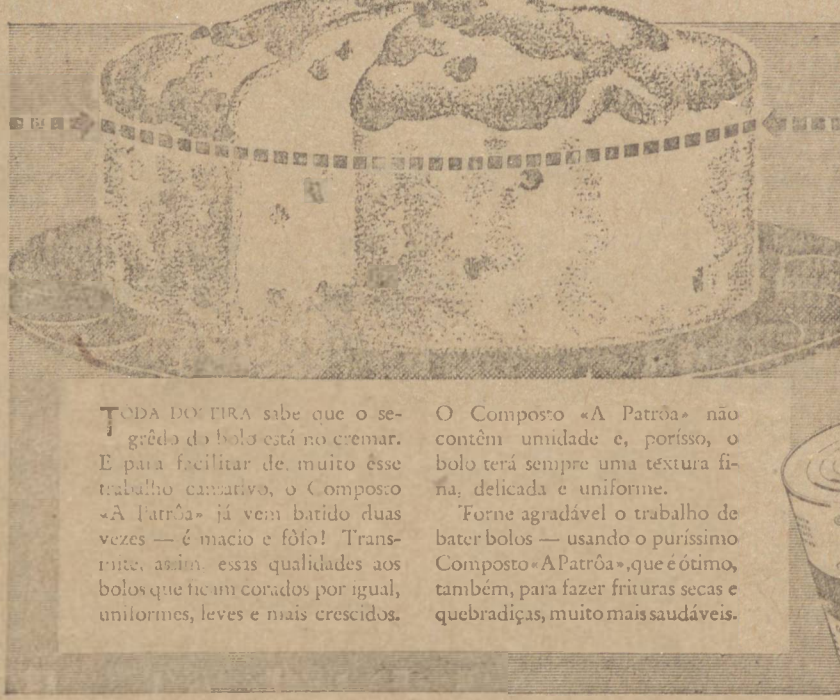 TODA DOCEIRA sabe que o se-
grêdo do bolo está no cremar.
E para facilitar de muito êsse
trabalho cansativo, o Composto
«A Patrôa» já vem batido duas
vezes — é macio e fôfo! Trans-
mite, assim, essas qualidades aos
bolos que ficam corados por igual,
uniformes, leves e mais crescidos.
O Composto «A Patrôa» não
contêm umidade e, porísso, o
bolo terá sempre uma téxtura fi-
na, delicada e uniforme.
Torne agradável o trabalho de
bater bolos — usando o puríssimo
Composto «A Patrôa», que é ótimo,
também, para fazer frituras secas e
quebradiças, muito mais saudáveis.